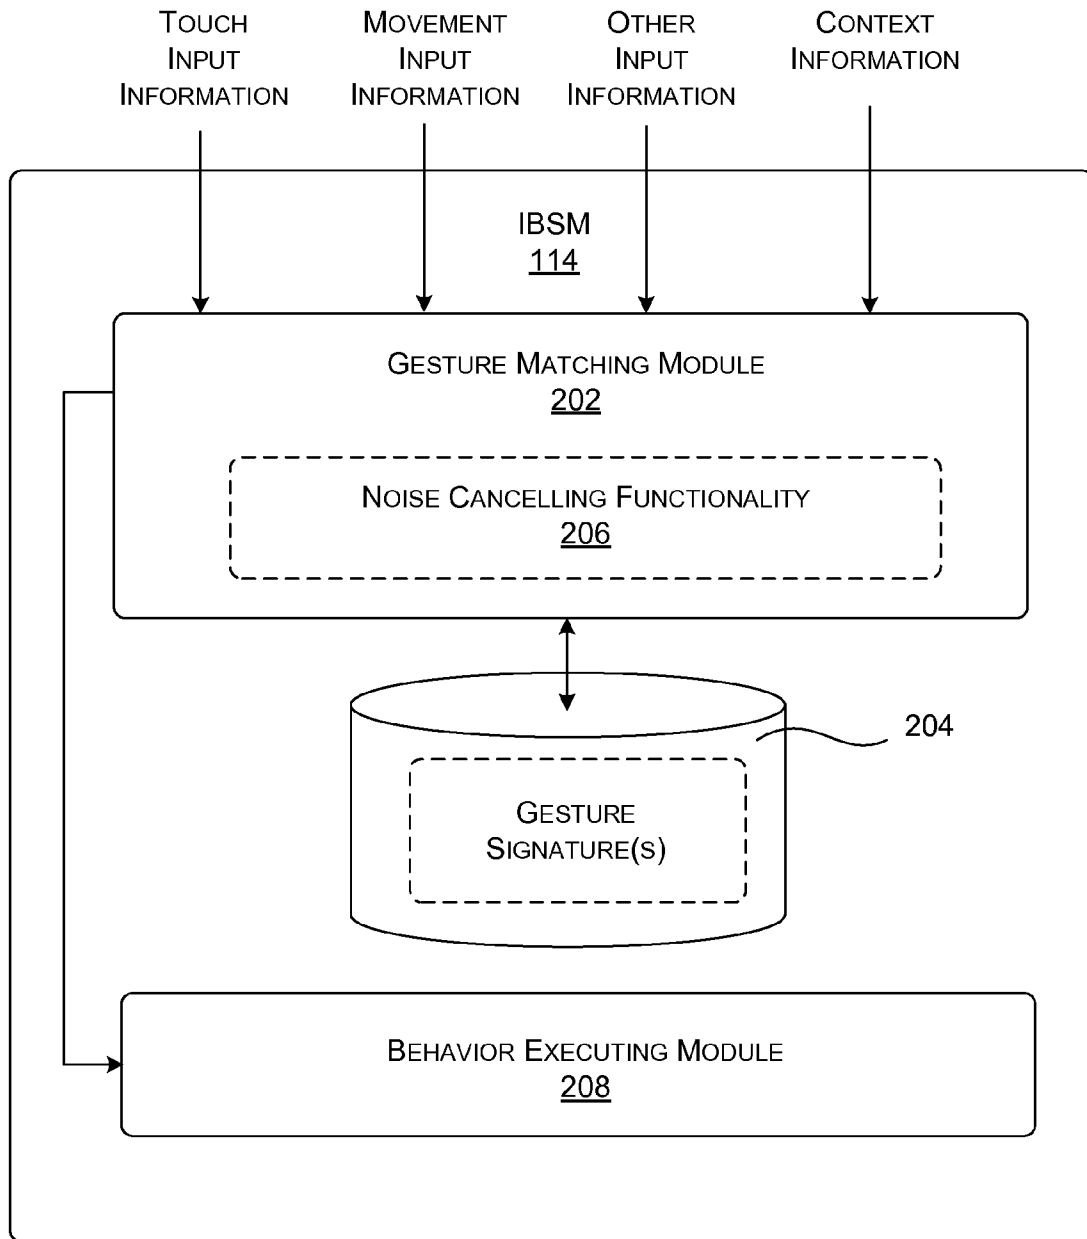 TOUCH
INPUT
INFORMATION
MOVEMENT
INPUT
INFORMATION
OTHER
INPUT
INFORMATION
CONTEXT
INFORMATION
IBSM
114
GESTURE MATCHING MODULE
202
NOISE CANCELLING FUNCTIONALITY
206
204
GESTURE
SIGNATURE(S)
BEHAVIOR EXECUTING MODULE
208